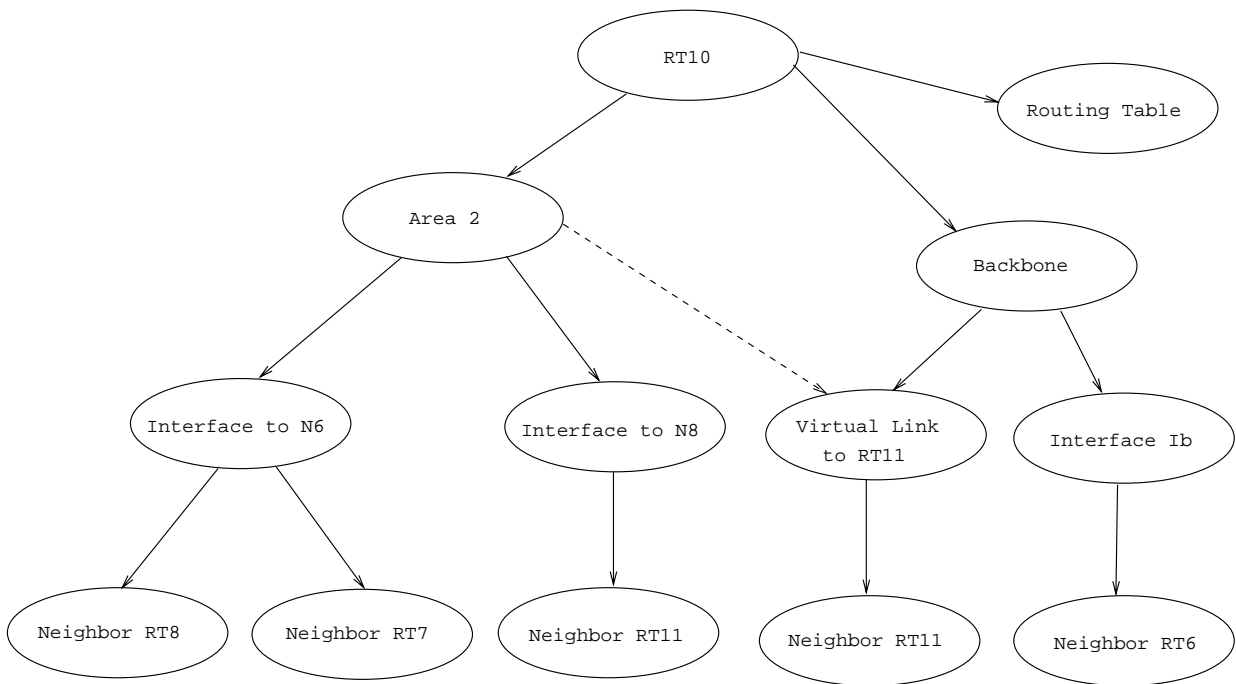 RT10
Routing Table
Area 2
Backbone
Interface to N6
Interface to N8
Virtual Link
to RT11
Interface Ib
Neighbor RT8
Neighbor RT7
Neighbor RT11
Neighbor RT11
Neighbor RT6